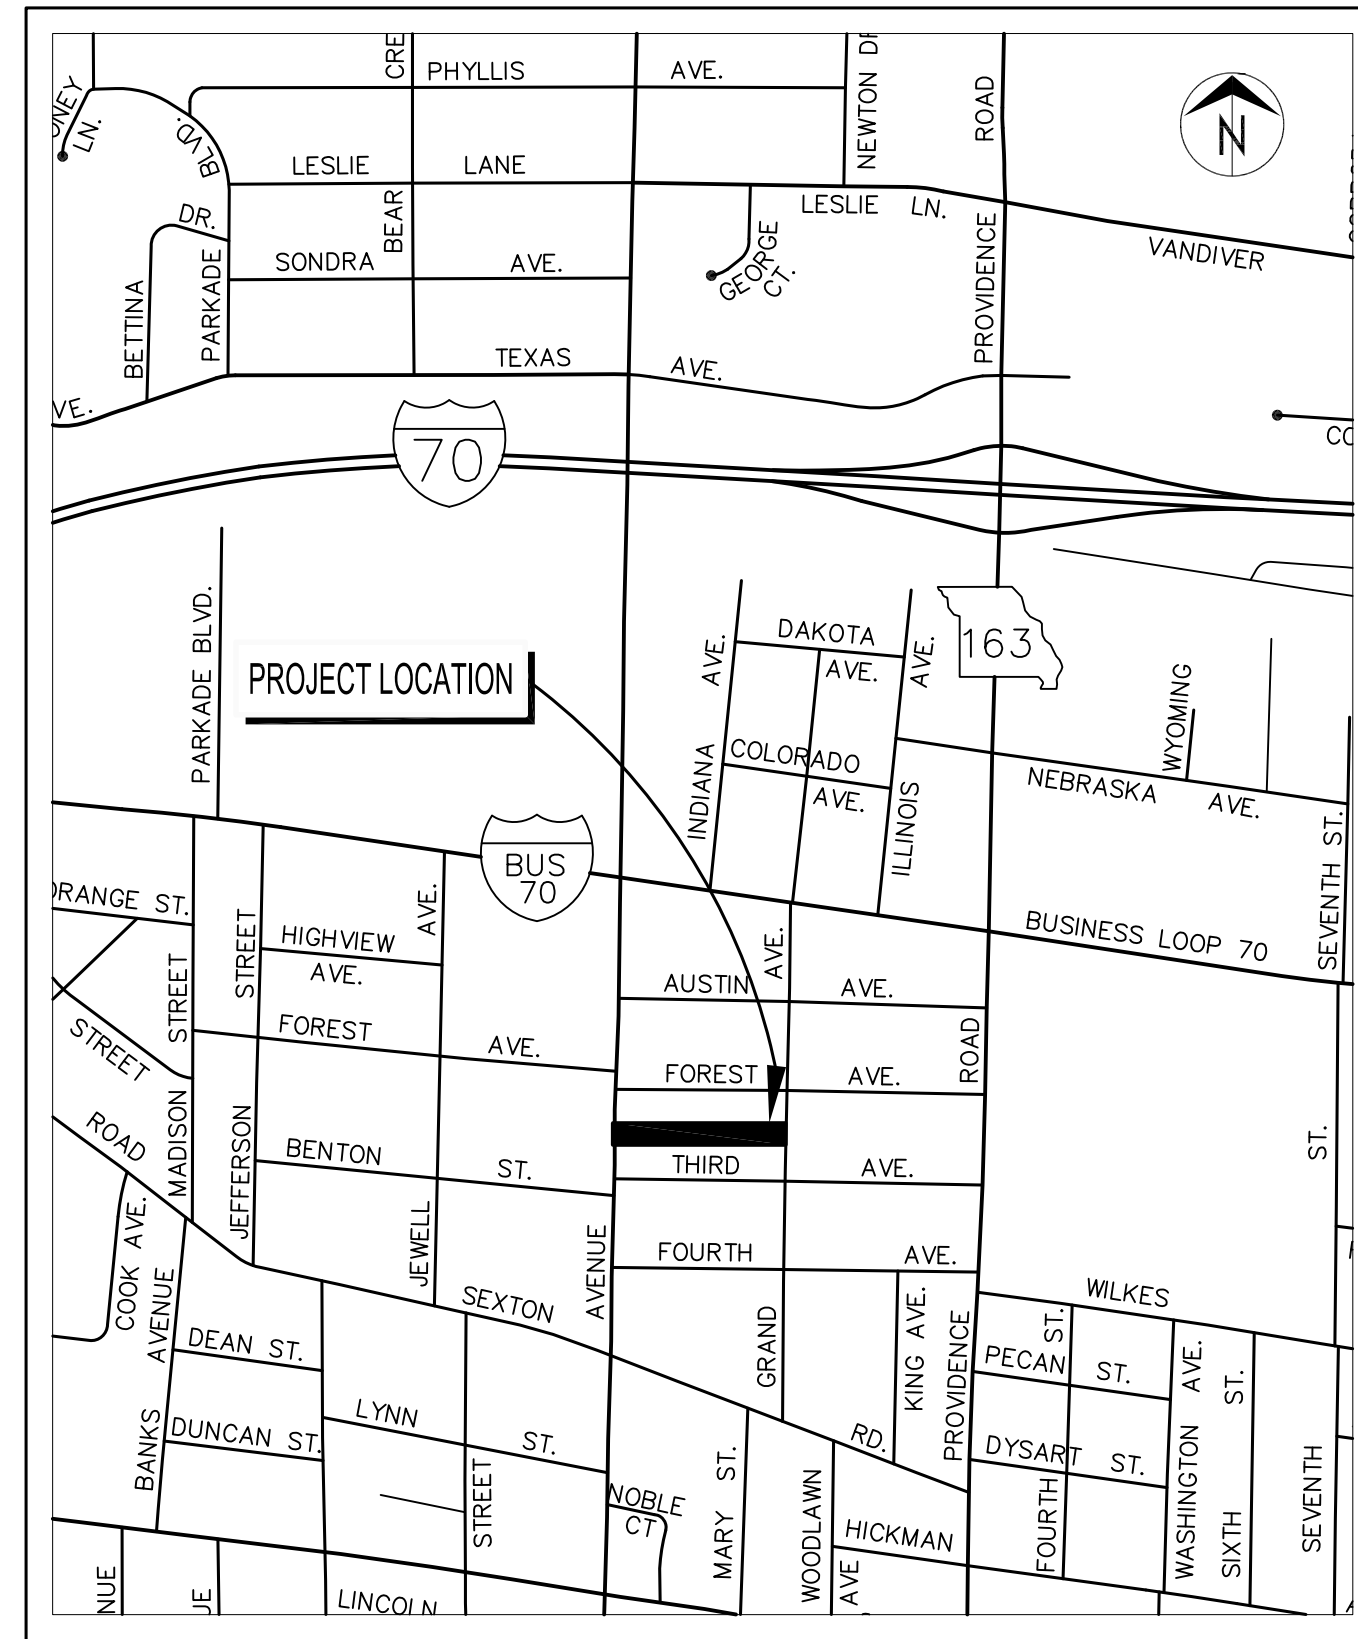 CRE
PHYLLIS AVE.
NEWTON
ROAD
LN.
BLVD.
N
LESLIE LANE
BEAR
LESLIE LN.
DR.
VANDIVER
SONDRA AVE.
GEORGE
CT.
PROVIDENCE
BETTINA
PARKADE
TEXAS AVE.
VE.
70
CO
PARKADE BLVD.
PROJECT LOCATION
INDIANA AVE.
DAKOTA
AVE.
ILLINOIS AVE.
163
COLORADO
AVE.
WYOMING
NEBRASKA AVE.
SEVENTH ST.
BUS
70
BUSINESS LOOP 70
RANGE ST.
HIGHVIEW
AVE.
AVE.
STREET
STREET
AVE.
AUSTIN AVE.
FOREST AVE.
FOREST AVE.
ROAD
STREET
ROAD
MADISON
JEFFERSON
BENTON ST.
THIRD AVE.
ST.
COOK AVE.
AVENUE
JEWELL
AVENUE
FOURTH AVE.
SEXTON
WILKES
GRAND
KING AVE.
PROVIDENCE
DEAN ST.
PECAN ST.
ST.
AVE.
ST.
BANKS
DUNCAN ST.
LYNN ST.
RD.
DYSART ST.
STREET
NOBLE
CT
MARY ST.
WOODLAWN
AVE
HICKMAN
FOURTH
WASHINGTON
SIXTH
SEVENTH
NUE
UE
LINCOLN